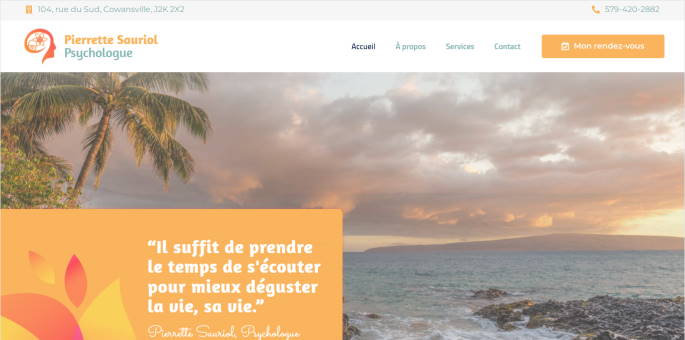 104, rue du Sud, Cowansville, J2K 2X2
579-420-2882
Pierrette Sauriol
Psychologue
Accueil
À propos
Services
Contact
Mon rendez-vous
“Il suffit de prendre
le temps de s'écouter
pour mieux déguster
la vie, sa vie.”
Pierrette Sauriol, Psychologue